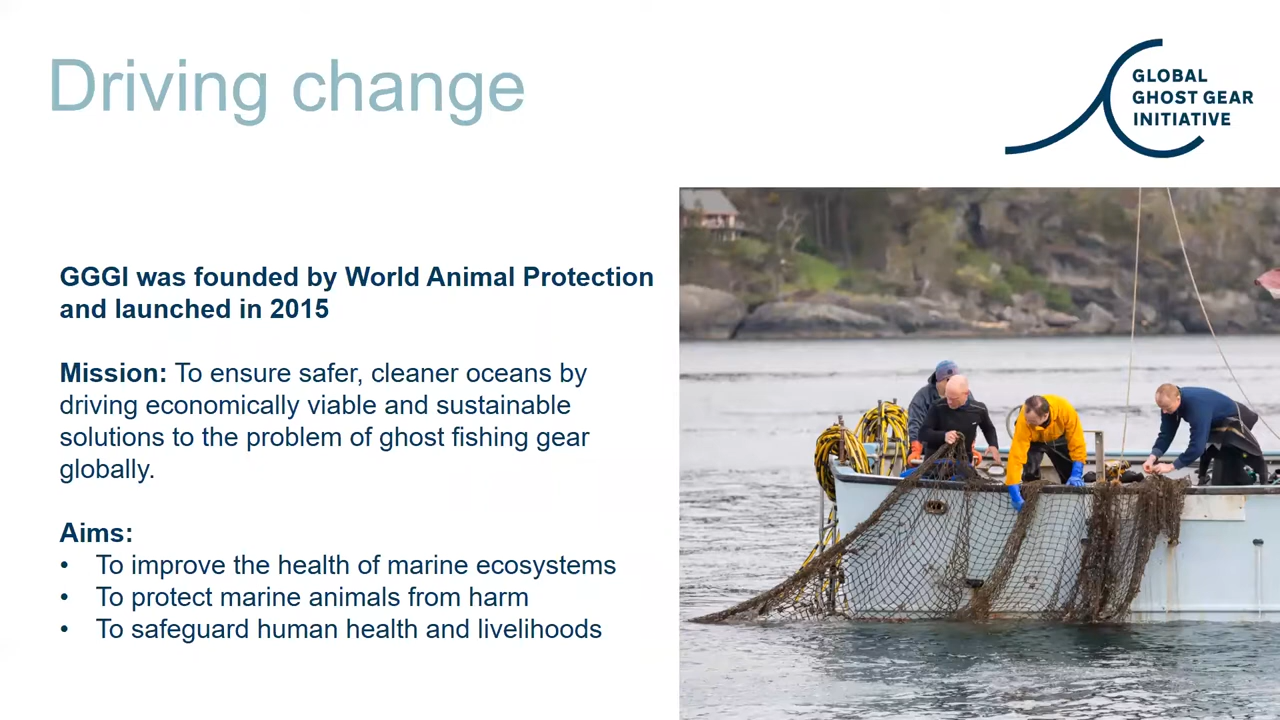 Driving change
GLOBAL
GHOST GEAR
INITIATIVE
GGGI was founded by World Animal Protection
and launched in 2015
Mission: To ensure safer, cleaner oceans by
driving economically viable and sustainable
solutions to the problem of ghost fishing gear
globally.
Aims:
• To improve the health of marine ecosystems
• To protect marine animals from harm
• To safeguard human health and livelihoods